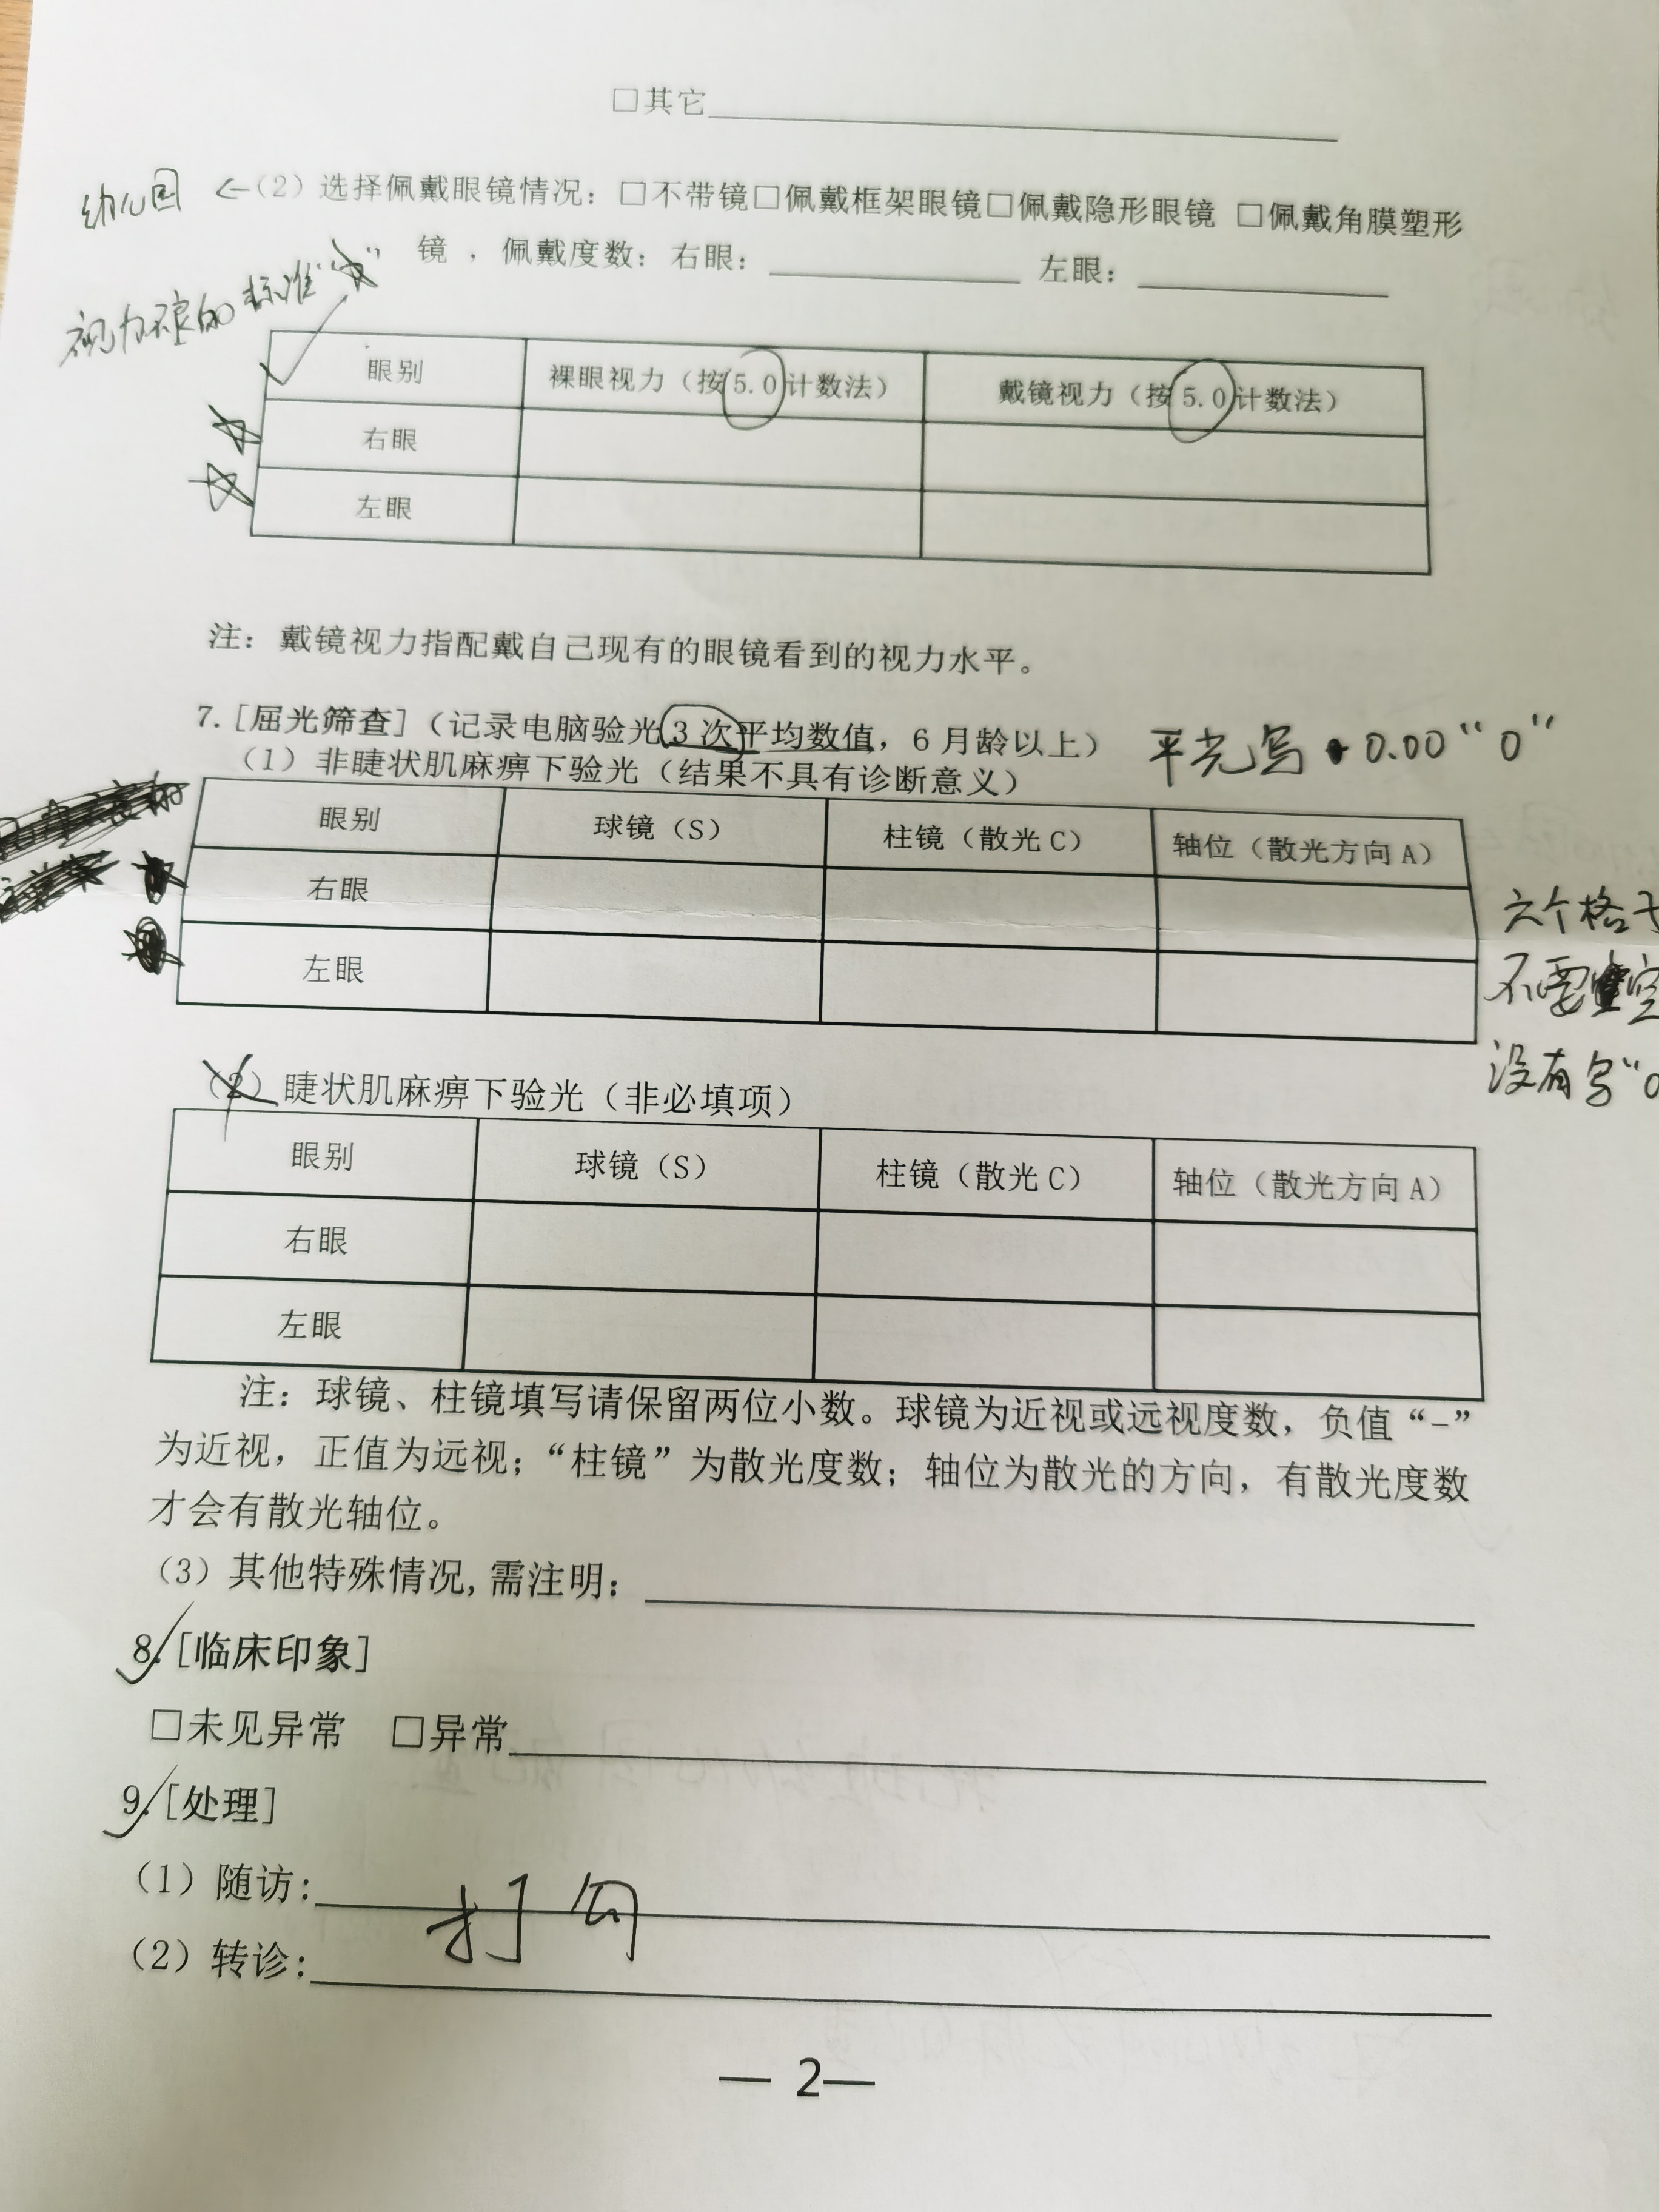 □其它
幼儿园 ←(2)选择佩戴眼镜情况：□不带镜□佩戴框架眼镜□佩戴隐形眼镜 □佩戴角膜塑形
镜，佩戴度数：右眼： 左眼：
视力不良的标准“☆”
眼别 裸眼视力（按5.0计数法） 戴镜视力（按5.0计数法）
☆ 右眼
☆ 左眼
注：戴镜视力指配戴自己现有的眼镜看到的视力水平。
7.[屈光筛查]（记录电脑验光3次平均数值，6月龄以上） 平光写 0.00 “0”
（1）非睫状肌麻痹下验光（结果不具有诊断意义）
眼别 球镜（S） 柱镜（散光C） 轴位（散光方向A）
右眼
左眼
六个格子
不要空
没有写“0
（2）睫状肌麻痹下验光（非必填项）
眼别 球镜（S） 柱镜（散光C） 轴位（散光方向A）
右眼
左眼
注：球镜、柱镜填写请保留两位小数。球镜为近视或远视度数，负值“-”
为近视，正值为远视；“柱镜”为散光度数；轴位为散光的方向，有散光度数
才会有散光轴位。
（3）其他特殊情况,需注明：
8.[临床印象]
□未见异常 □异常
9.[处理]
（1）随访：
打勾
（2）转诊：
— 2—